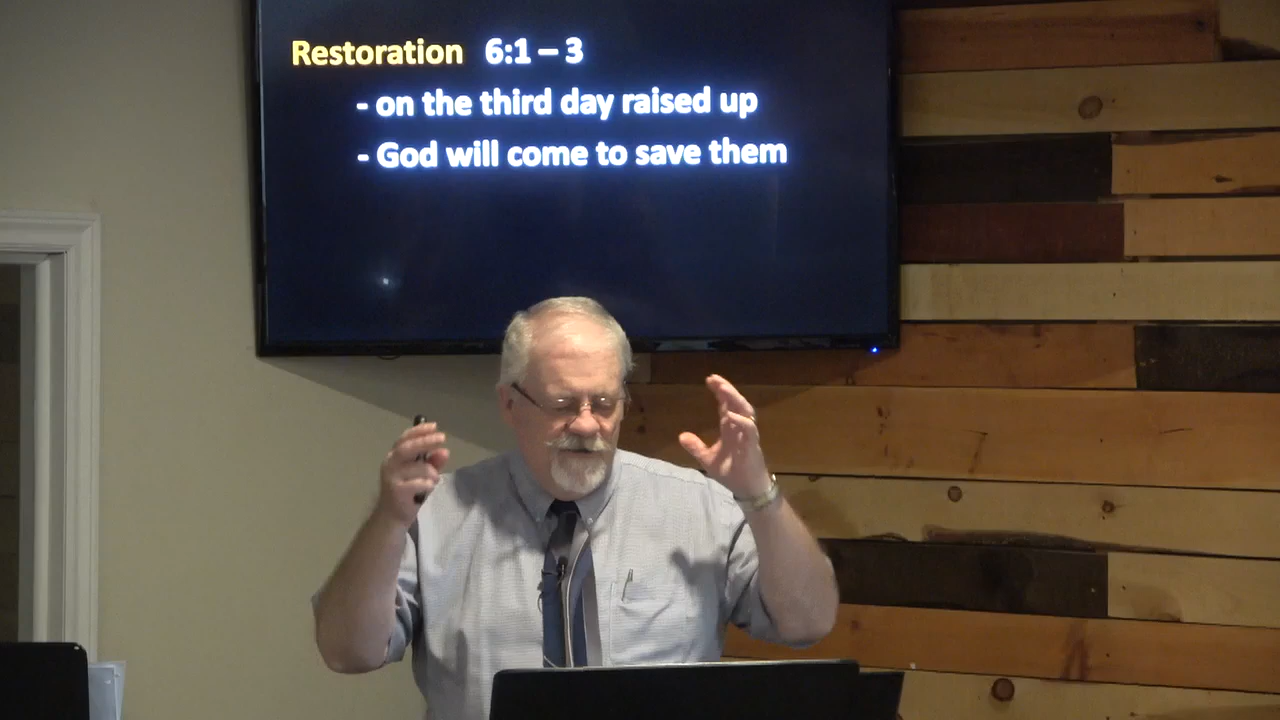 Restoration 6:1 – 3
- on the third day raised up
- God will come to save them